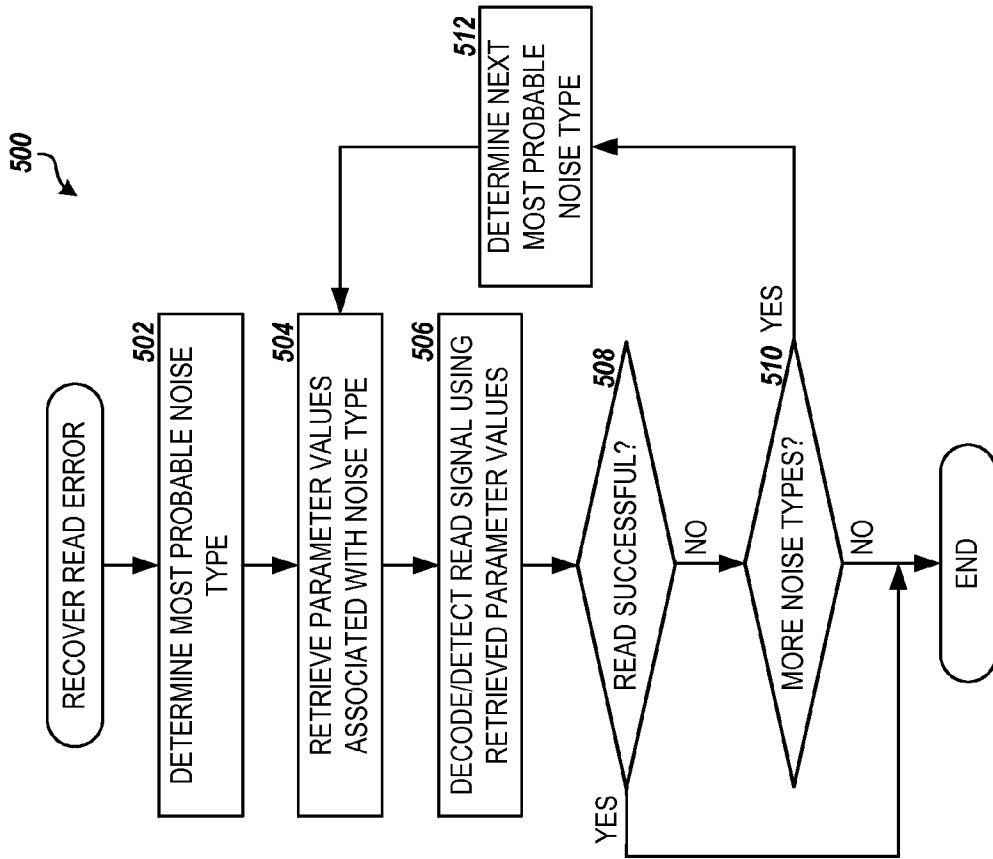 500
RECOVER READ ERROR
502
DETERMINE MOST PROBABLE NOISE
TYPE
504
RETRIEVE PARAMETER VALUES
ASSOCIATED WITH NOISE TYPE
506
DECODE/DETECT READ SIGNAL USING
RETRIEVED PARAMETER VALUES
508
READ SUCCESSFUL?
YES
NO
510
MORE NOISE TYPES?
YES
NO
512
DETERMINE NEXT
MOST PROBABLE
NOISE TYPE
END